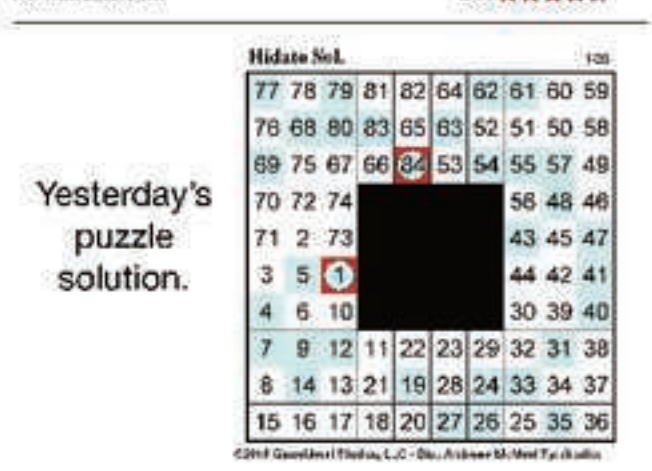 Hidato Sol.
1-26
77 78 79 81 82 64 62 61 60 59
76 68 80 83 65 63 52 51 50 58
69 75 67 66 84 53 54 55 57 49
Yesterday's
puzzle
solution.
70 72 74 56 48 46
71 2 73 43 45 47
3 5 1 44 42 41
4 6 10 30 39 40
7 9 12 11 22 23 29 32 31 38
8 14 13 21 19 28 24 33 34 37
15 16 17 18 20 27 26 25 35 36